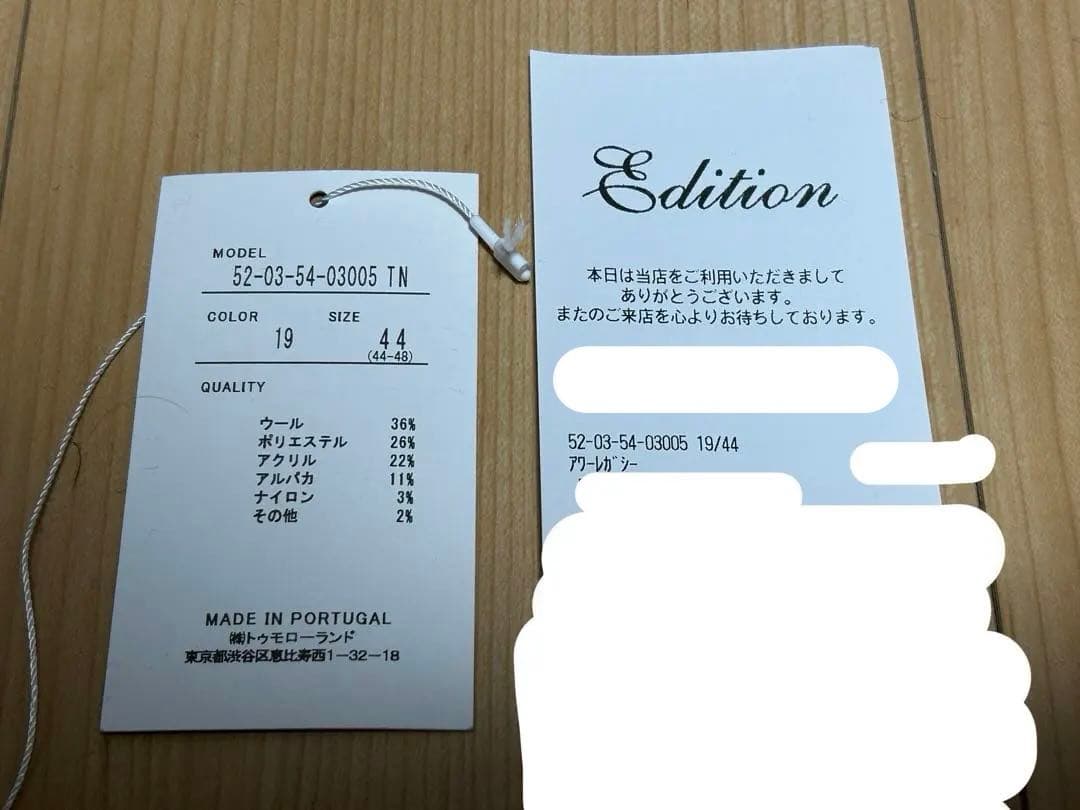 MODEL
52-03-54-03005 TN
COLOR SIZE
19 44
(44-48)
QUALITY
ウール 36%
ポリエステル 26%
アクリル 22%
アルパカ 11%
ナイロン 3%
その他 2%
MADE IN PORTUGAL
㈱トゥモローランド
東京都渋谷区恵比寿西1-32-18
Edition
本日は当店をご利用いただきまして
ありがとうございます。
またのご来店を心よりお待ちしております。
52-03-54-03005 19/44
ｱﾜｰﾚｶﾞｼｰ